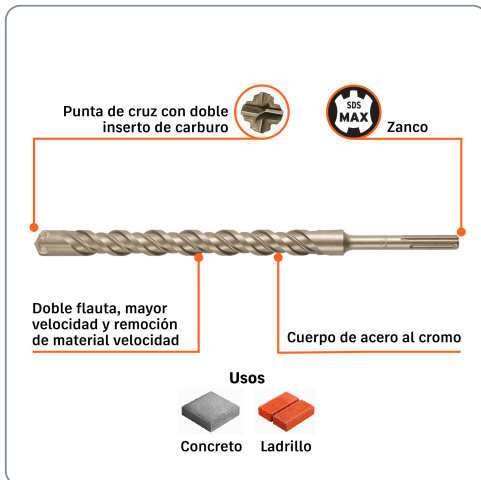 Punta de cruz con doble
inserto de carburo
SDS
MAX
Zanco
Doble flauta, mayor
velocidad y remoción
de material velocidad
Cuerpo de acero al cromo
Usos
Concreto
Ladrillo